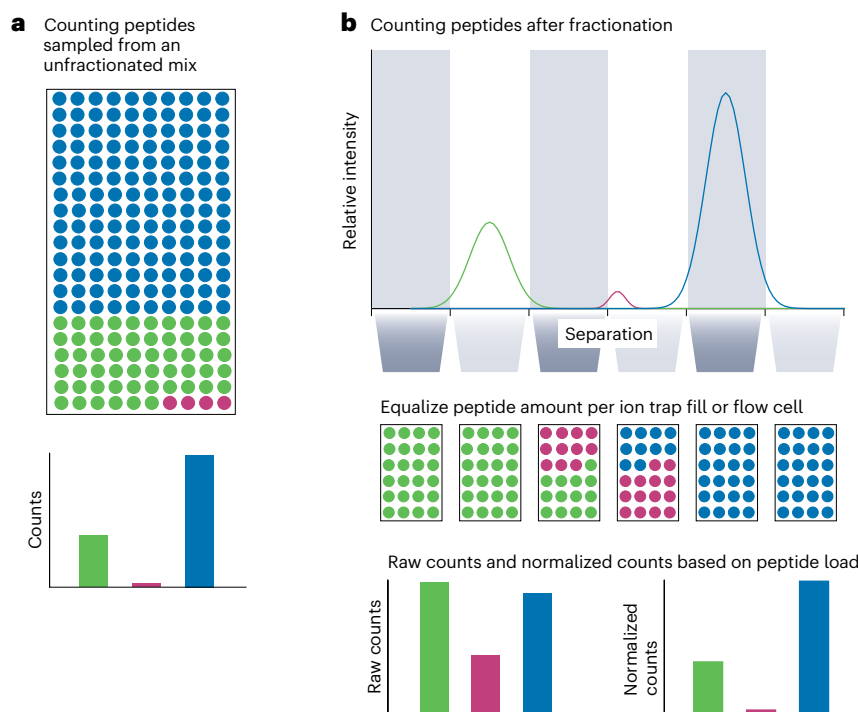 a
Counting peptides
sampled from an
unfractionated mix
Counts
b
Counting peptides after fractionation
Relative intensity
Separation
Equalize peptide amount per ion trap fill or flow cell
Raw counts and normalized counts based on peptide load
Raw counts
Normalized
counts